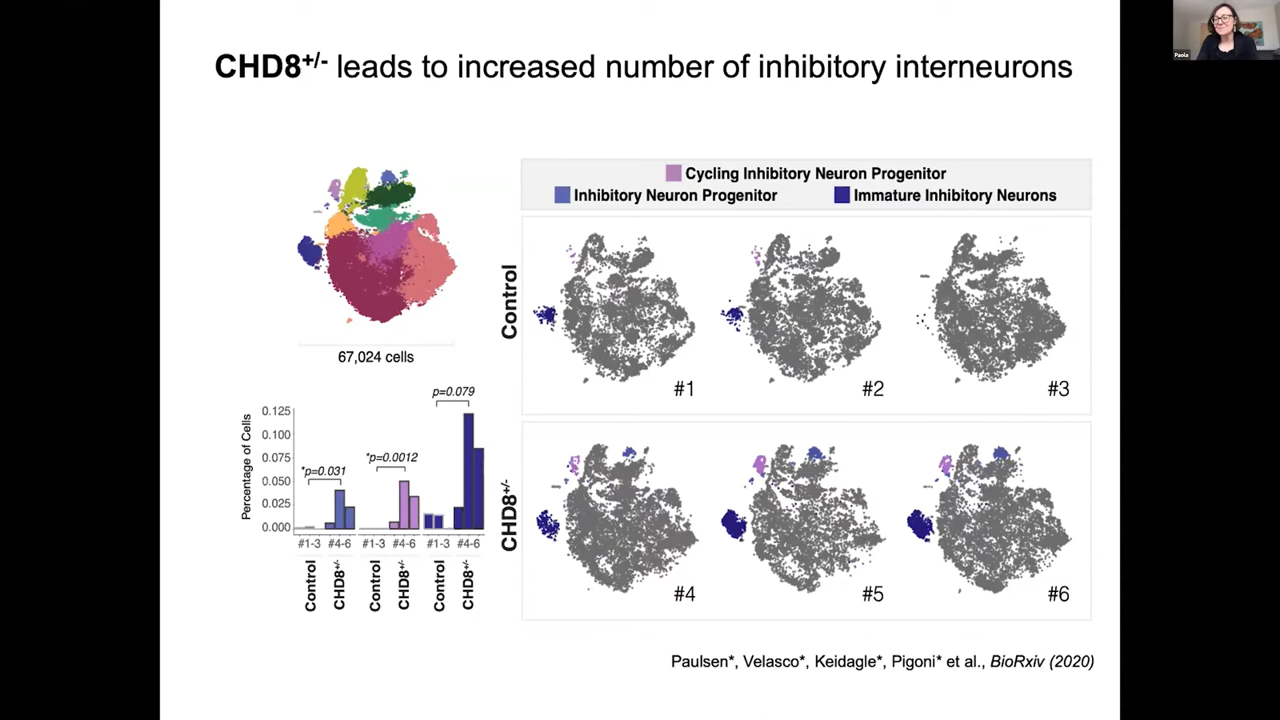 Paola
CHD8+/- leads to increased number of inhibitory interneurons
67,024 cells
Cycling Inhibitory Neuron Progenitor
Inhibitory Neuron Progenitor
Immature Inhibitory Neurons
Control
#1
#2
#3
CHD8+/-
#4
#5
#6
Percentage of Cells
0.125
0.100
0.075
0.050
0.025
0.000
*p=0.031
*p=0.0012
p=0.079
#1-3 #4-6 #1-3 #4-6 #1-3 #4-6
Control CHD8+/- Control CHD8+/- Control CHD8+/-
Paulsen*, Velasco*, Keidagle*, Pigoni* et al., BioRxiv (2020)